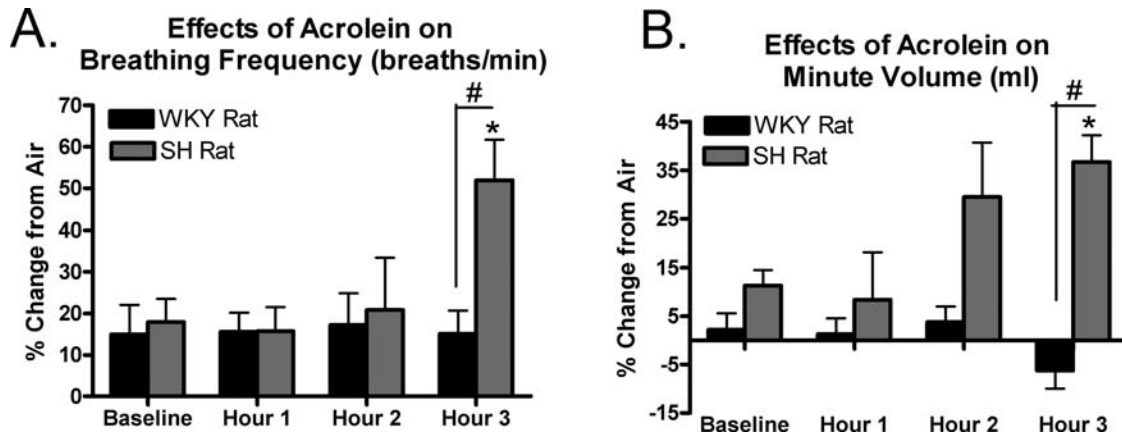 A.
Effects of Acrolein on
Breathing Frequency (breaths/min)
% Change from Air
70
60
50
40
30
20
10
0
WKY Rat
SH Rat
#
*
Baseline Hour 1 Hour 2 Hour 3
B.
Effects of Acrolein on
Minute Volume (ml)
% Change from Air
45
35
25
15
5
-5
-15
WKY Rat
SH Rat
#
*
Baseline Hour 1 Hour 2 Hour 3